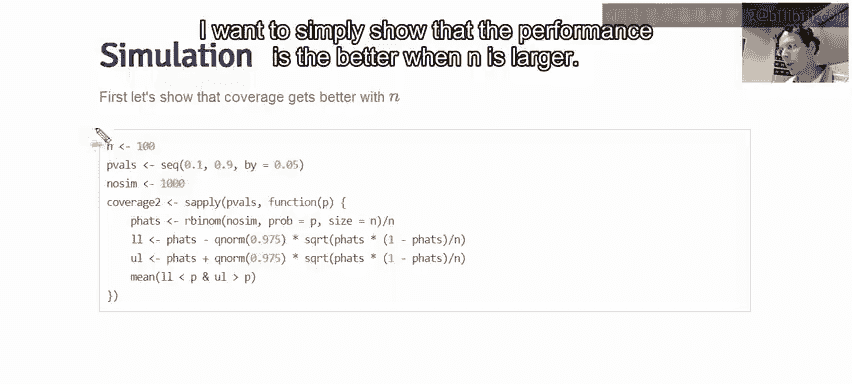 I want to simply show that the performance
Simulation is the better when n is larger.
First let's show that coverage gets better with n
n <- 100
pvals <- seq(0.1, 0.9, by = 0.05)
nosim <- 1000
coverage2 <- sapply(pvals, function(p) {
phats <- rbinom(nosim, prob = p, size = n)/n
ll <- phats - qnorm(0.975) * sqrt(phats * (1 - phats)/n)
ul <- phats + qnorm(0.975) * sqrt(phats * (1 - phats)/n)
mean(ll < p & ul > p)
})